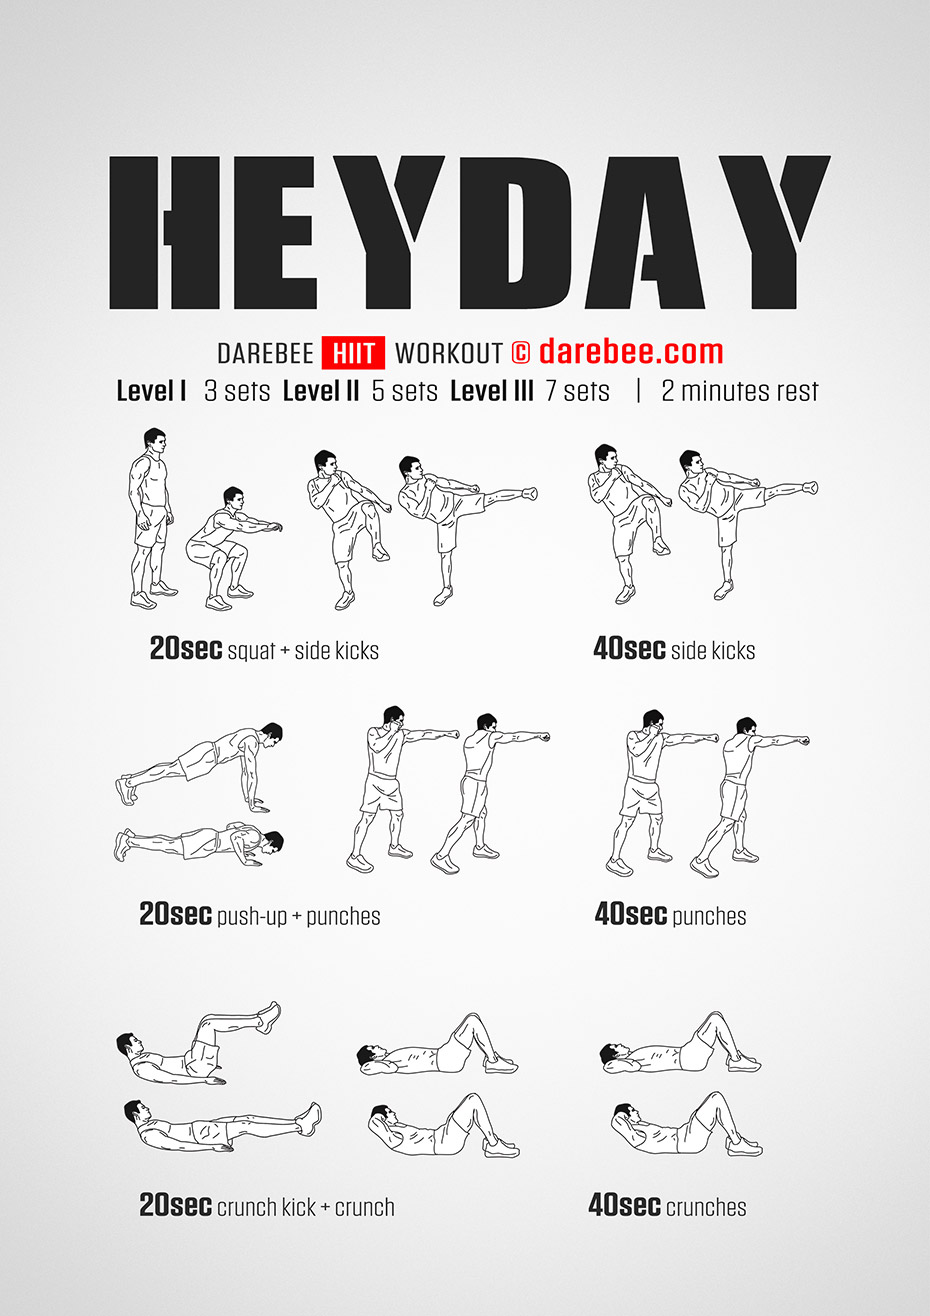 HEYDAY
DAREBEE HIIT WORKOUT © darebee.com
Level I 3 sets Level II 5 sets Level III 7 sets | 2 minutes rest
20sec squat + side kicks
40sec side kicks
20sec push-up + punches
40sec punches
20sec crunch kick + crunch
40sec crunches